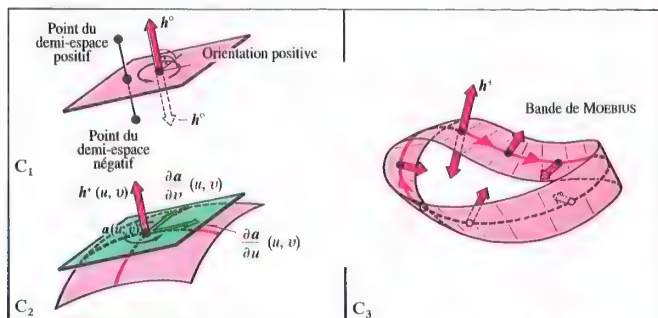 Point du
demi-espace
positif
h°
Orientation positive
– h°
Point du
demi-espace
négatif
C₁
h⁺ (u, v)
∂a/∂v (u, v)
a(u, v)
∂a/∂u (u, v)
C₂
h⁺
Bande de MOEBIUS
C₃